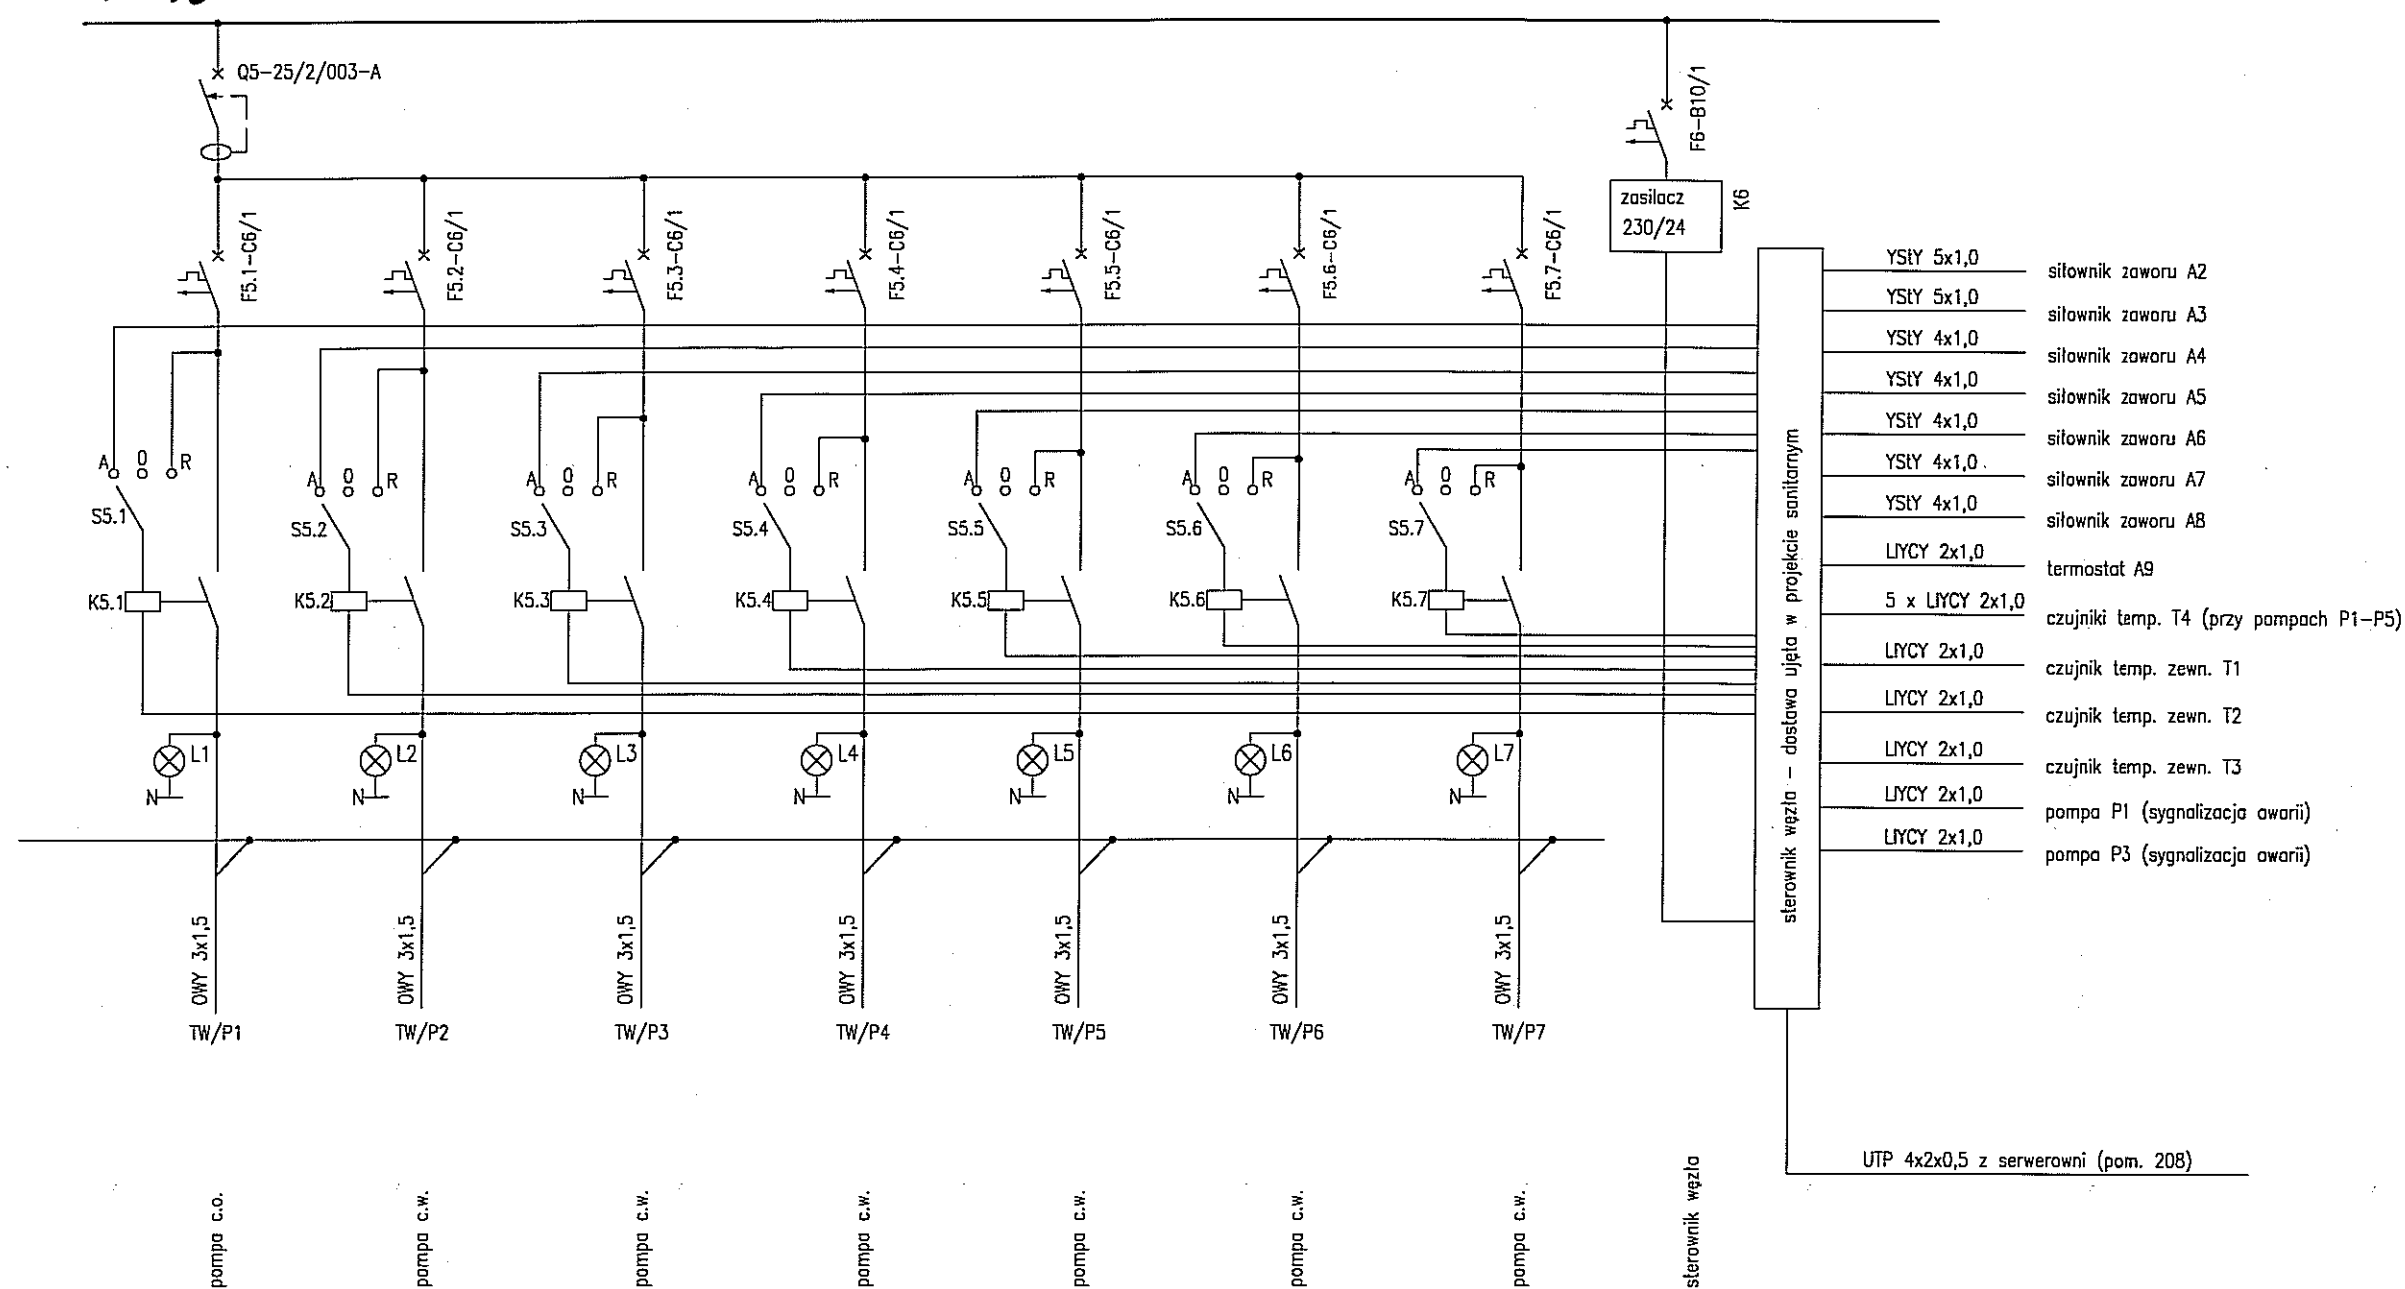 Q5-25/2/003-A
F6-B10/1
zasilacz
230/24
K6
F5.1-C6/1
F5.2-C6/1
F5.3-C6/1
F5.4-C6/1
F5.5-C6/1
F5.6-C6/1
F5.7-C6/1
A 0 R
A 0 R
A 0 R
A 0 R
A 0 R
A 0 R
A 0 R
S5.1
S5.2
S5.3
S5.4
S5.5
S5.6
S5.7
K5.1
K5.2
K5.3
K5.4
K5.5
K5.6
K5.7
L1
L2
L3
L4
L5
L6
L7
N
N
N
N
N
N
N
OWY 3x1,5
OWY 3x1,5
OWY 3x1,5
OWY 3x1,5
OWY 3x1,5
OWY 3x1,5
OWY 3x1,5
TW/P1
TW/P2
TW/P3
TW/P4
TW/P5
TW/P6
TW/P7
pompa c.o.
pompa c.w.
pompa c.w.
pompa c.w.
pompa c.w.
pompa c.w.
pompa c.w.
sterownik węzła
sterownik węzła - dostawa ujęta w projekcie sanitarnym
YStY 5x1,0 siłownik zaworu A2
YStY 5x1,0 siłownik zaworu A3
YStY 4x1,0 siłownik zaworu A4
YStY 4x1,0 siłownik zaworu A5
YStY 4x1,0 siłownik zaworu A6
YStY 4x1,0 siłownik zaworu A7
YStY 4x1,0 siłownik zaworu A8
LIYCY 2x1,0 termostat A9
5 x LIYCY 2x1,0 czujniki temp. T4 (przy pompach P1-P5)
LIYCY 2x1,0 czujnik temp. zewn. T1
LIYCY 2x1,0 czujnik temp. zewn. T2
LIYCY 2x1,0 czujnik temp. zewn. T3
LIYCY 2x1,0 pompa P1 (sygnalizacja awarii)
LIYCY 2x1,0 pompa P3 (sygnalizacja awarii)
UTP 4x2x0,5 z serwerowni (pom. 208)